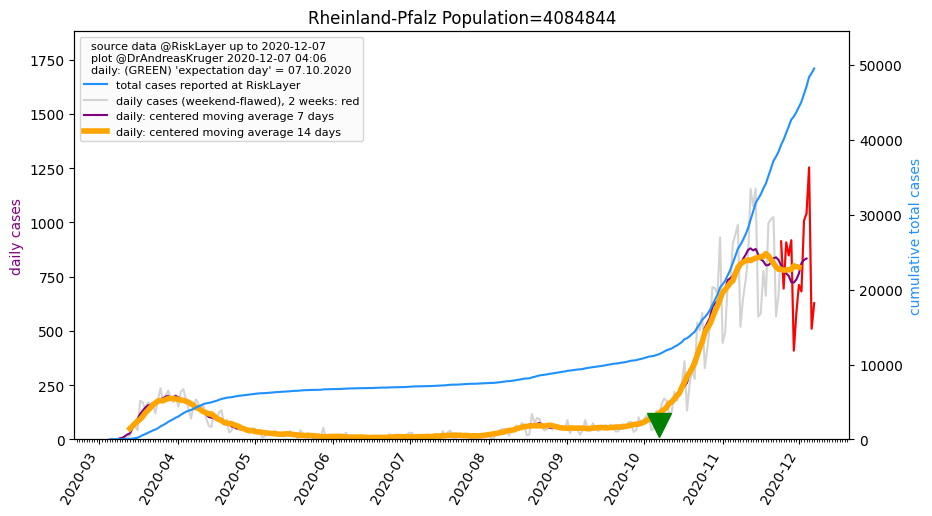 Rheinland-Pfalz Population=4084844
source data @RiskLayer up to 2020-12-07
plot @DrAndreasKruger 2020-12-07 04:06
daily: (GREEN) 'expectation day' = 07.10.2020
total cases reported at RiskLayer
daily cases (weekend-flawed), 2 weeks: red
daily: centered moving average 7 days
daily: centered moving average 14 days
daily cases
1750
1500
1250
1000
750
500
250
0
cumulative total cases
50000
40000
30000
20000
10000
0
2020-03
2020-04
2020-05
2020-06
2020-07
2020-08
2020-09
2020-10
2020-11
2020-12